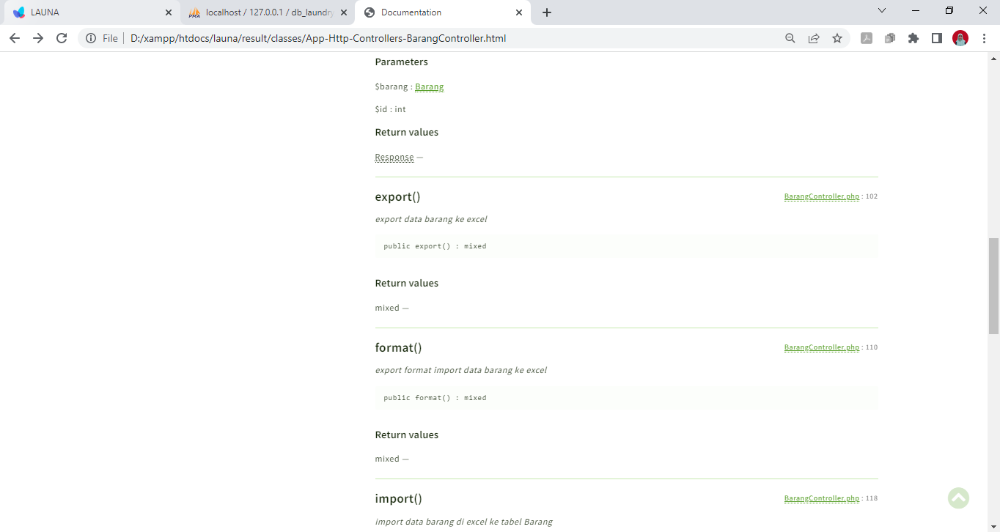 LAUNA
PMA
localhost / 127.0.0.1 / db_laundry
Documentation
File
D:/xampp/htdocs/launa/result/classes/App-Http-Controllers-BarangController.html
Parameters
$barang : Barang
$id : int
Return values
Response —
export()
BarangController.php : 102
export data barang ke excel
public export() : mixed
Return values
mixed —
format()
BarangController.php : 110
export format import data barang ke excel
public format() : mixed
Return values
mixed —
import()
BarangController.php : 118
import data barang di excel ke tabel Barang